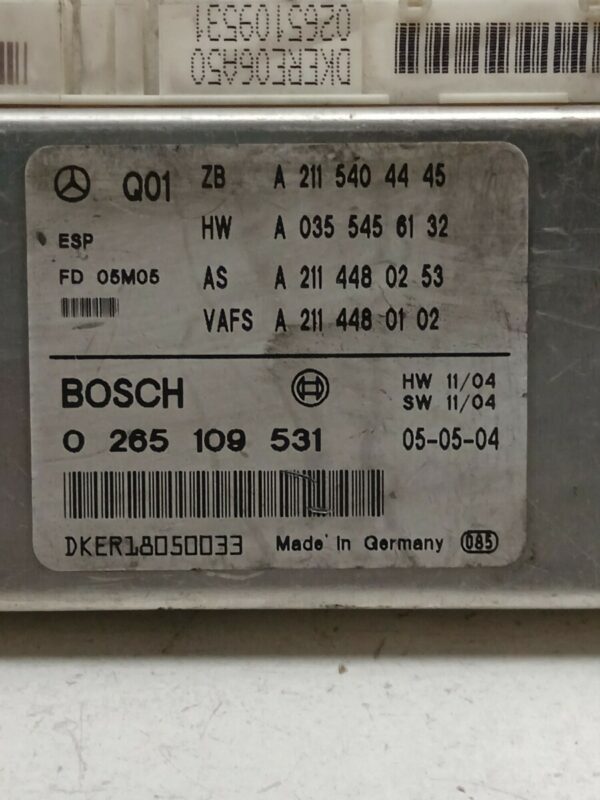 0265109531
DKERE06A50
Q01 ZB A 211 540 44 45
HW A 035 545 61 32
ESP
FD 05M05 AS A 211 448 02 53
VAFS A 211 448 01 02
BOSCH HW 11/04
SW 11/04
0 265 109 531 05-05-04
DKER18050033 Made in Germany 085